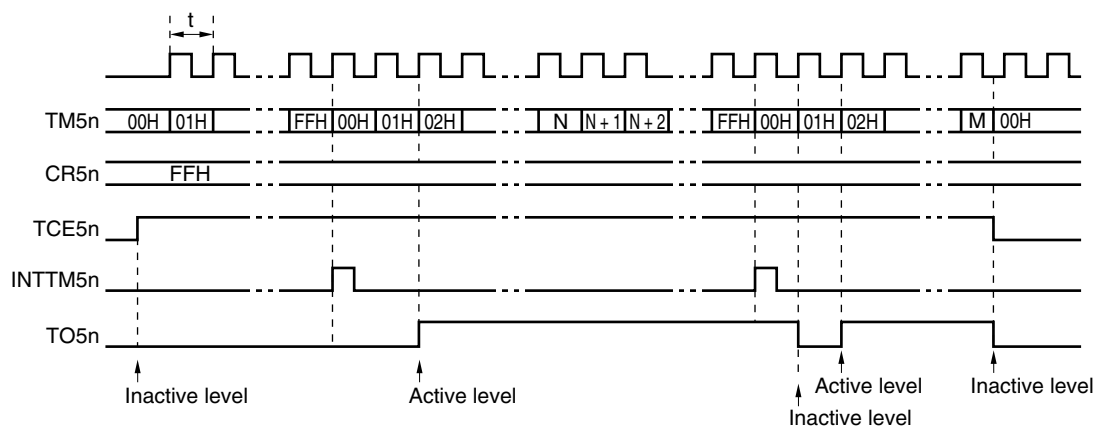 t
TM5n 00H 01H FFH 00H 01H 02H N N + 1 N + 2 FFH 00H 01H 02H M 00H
CR5n FFH
TCE5n
INTTM5n
TO5n
Inactive level Active level Active level Inactive level
Inactive level